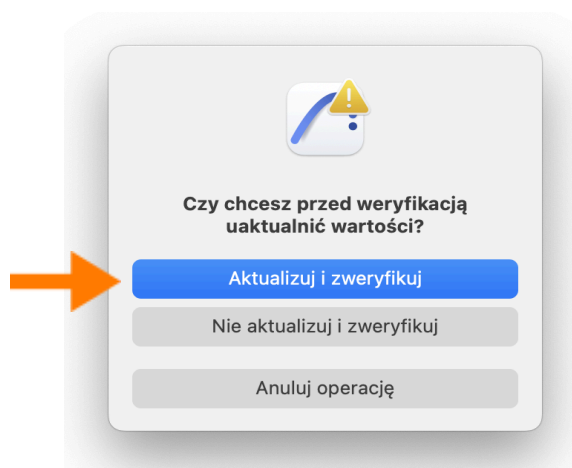 Czy chcesz przed weryfikacją
uaktualnić wartości?
Aktualizuj i zweryfikuj
Nie aktualizuj i zweryfikuj
Anuluj operację